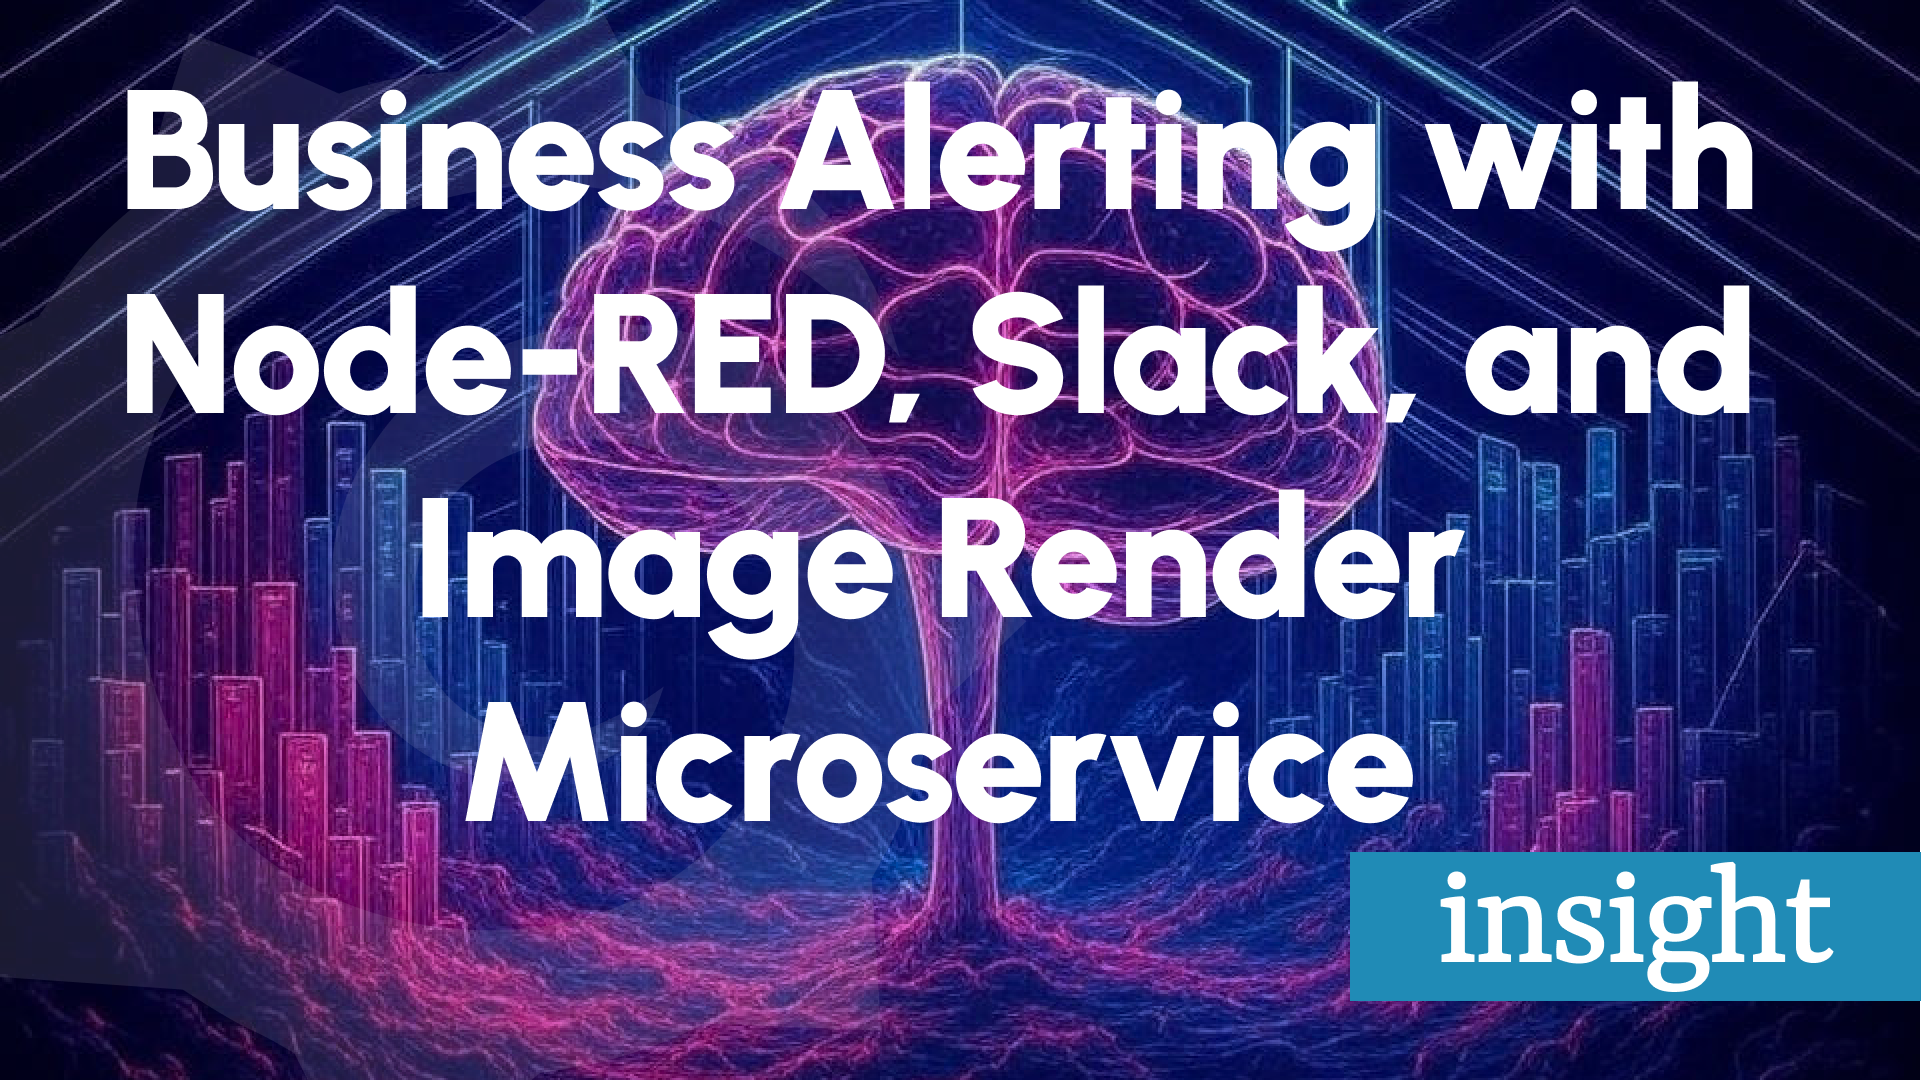 Business Alerting with
Node-RED, Slack, and
Image Render
Microservice
insight